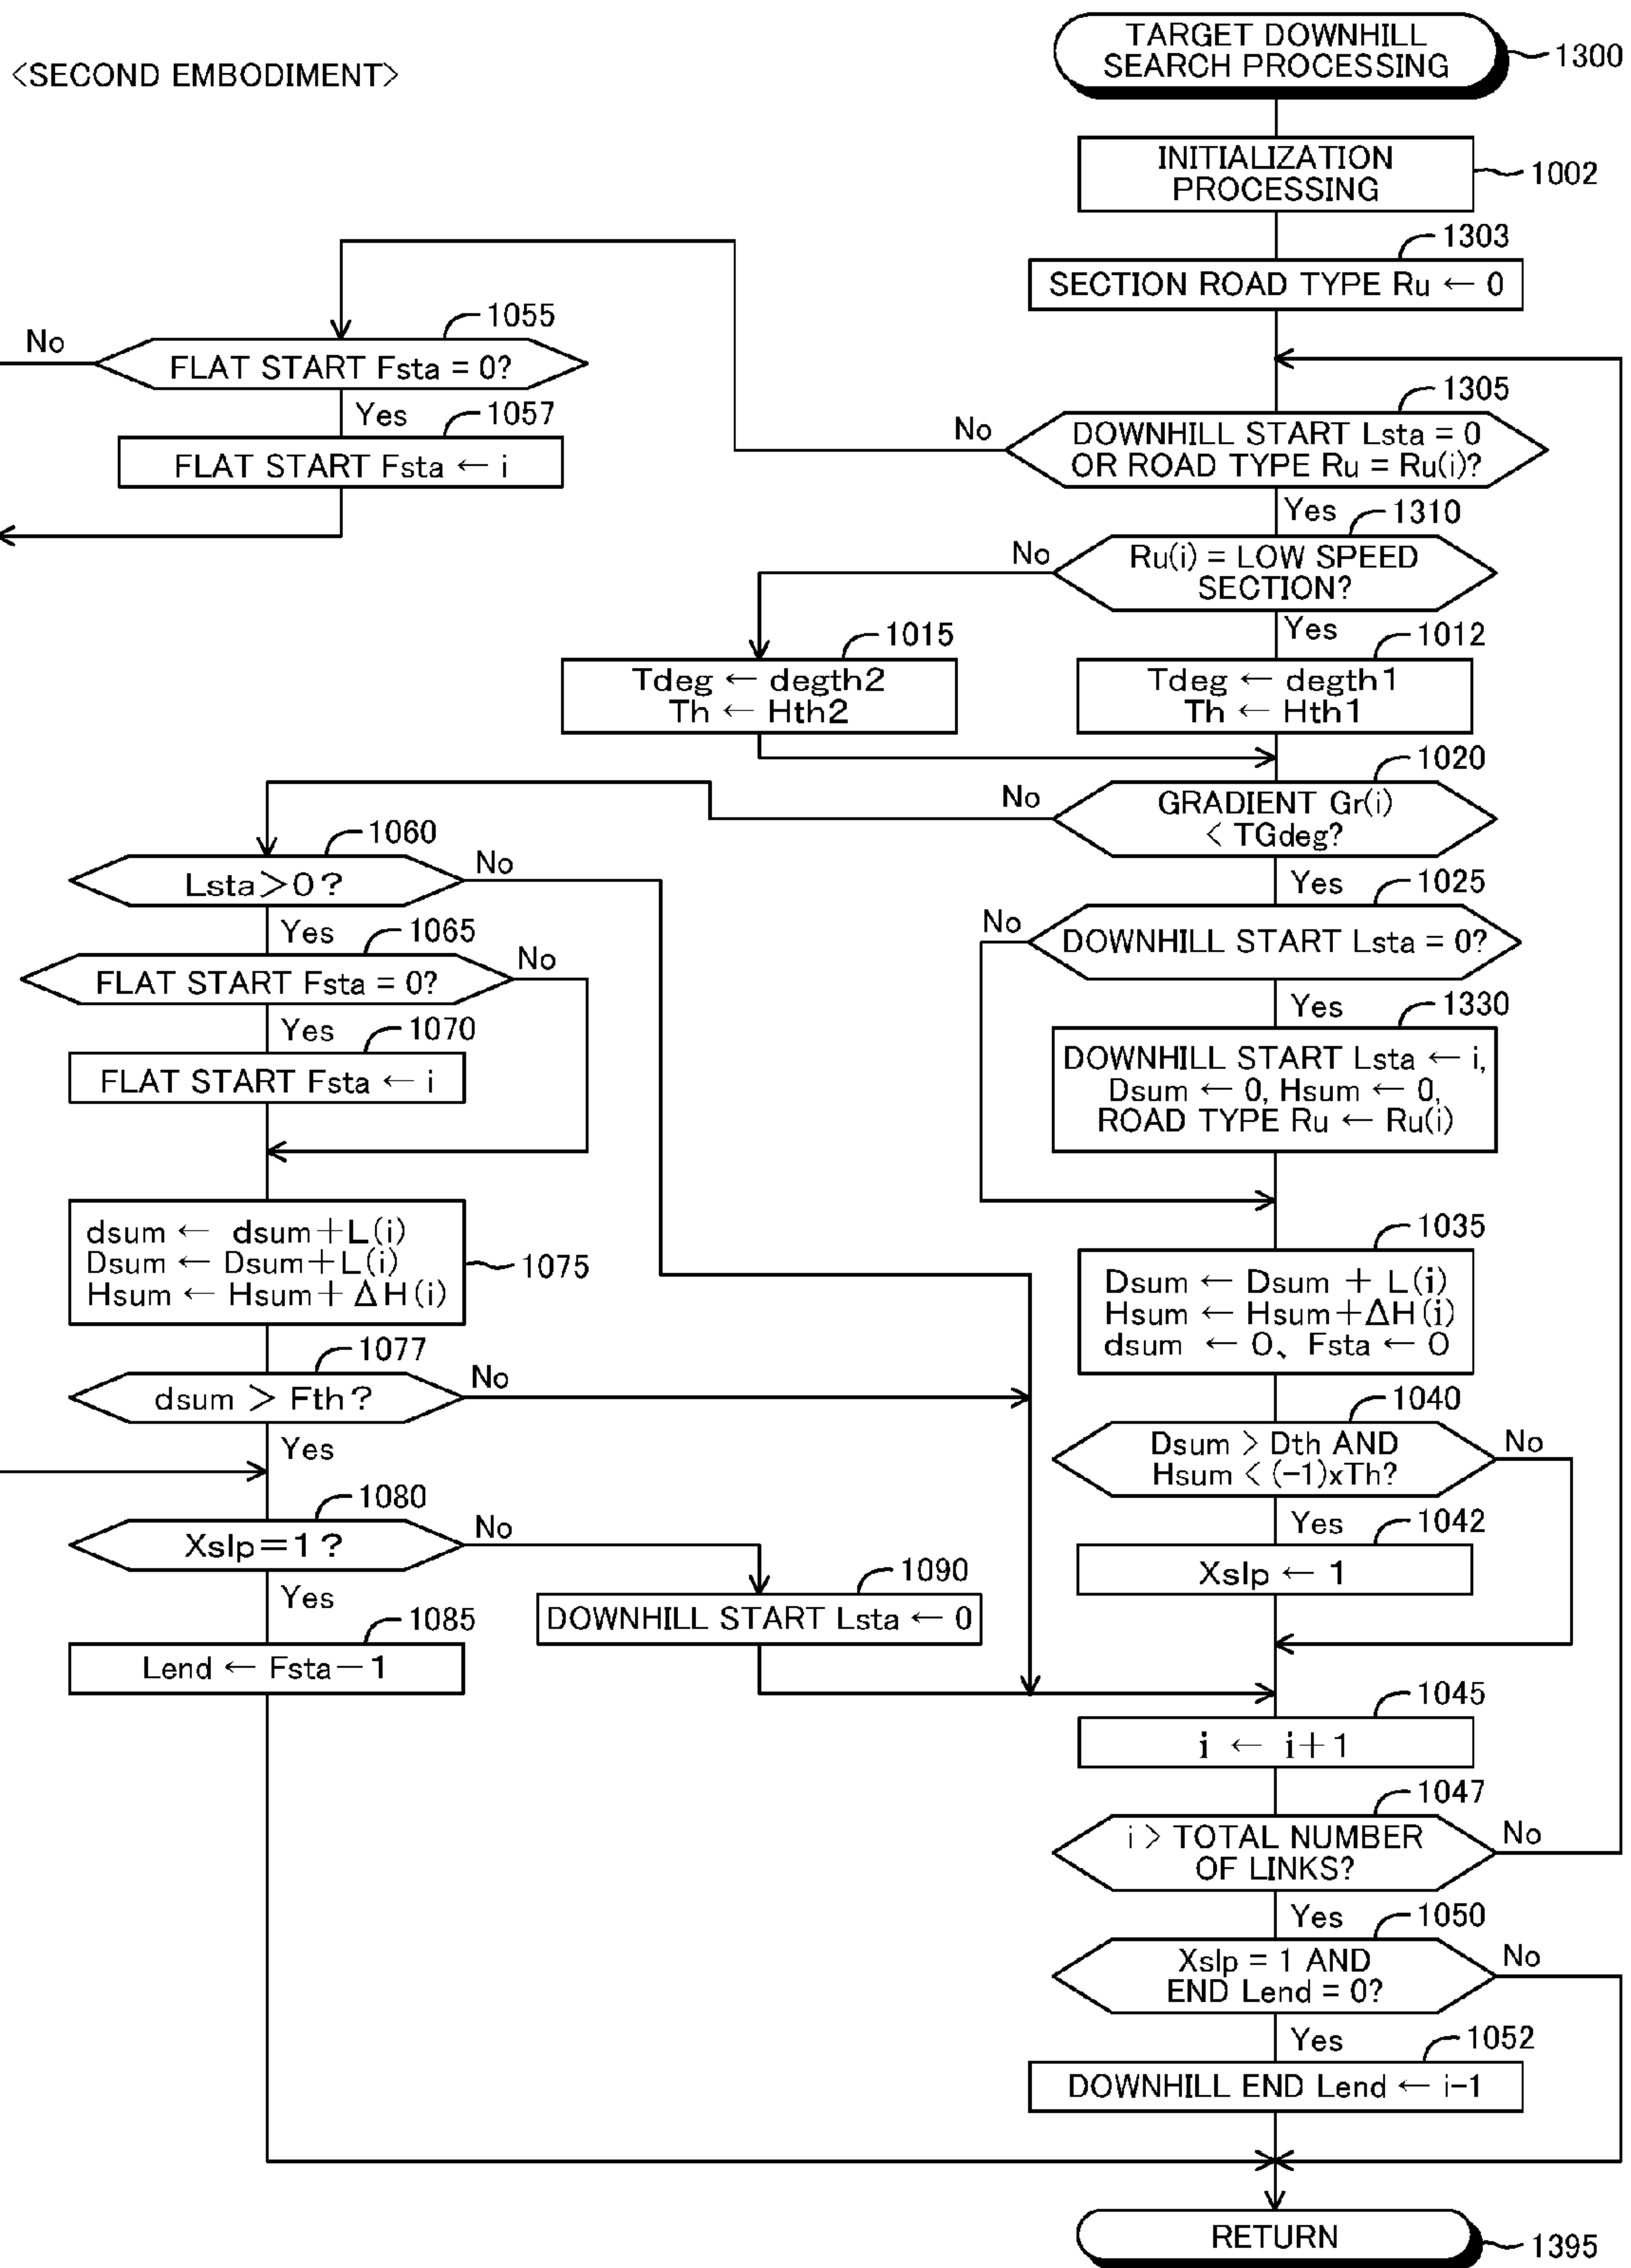 <SECOND EMBODIMENT>
TARGET DOWNHILL
SEARCH PROCESSING
1300
INITIALIZATION
PROCESSING
1002
1303
SECTION ROAD TYPE Ru ← 0
1305
DOWNHILL START Lsta = 0
OR ROAD TYPE Ru = Ru(i)?
No
Yes
1055
FLAT START Fsta = 0?
No
Yes
1057
FLAT START Fsta ← i
1310
Ru(i) = LOW SPEED
SECTION?
No
Yes
1015
Tdeg ← degth2
Th ← Hth2
1012
Tdeg ← degth1
Th ← Hth1
1020
GRADIENT Gr(i)
< TGdeg?
No
Yes
1060
Lsta>0?
No
Yes
1065
FLAT START Fsta = 0?
No
Yes
1070
FLAT START Fsta ← i
dsum ← dsum+L(i)
Dsum ← Dsum+L(i)
Hsum ← Hsum+ΔH(i)
1075
1077
dsum > Fth?
No
Yes
1080
Xslp=1?
No
Yes
1085
Lend ← Fsta−1
1090
DOWNHILL START Lsta ← 0
1025
DOWNHILL START Lsta = 0?
No
Yes
1330
DOWNHILL START Lsta ← i,
Dsum ← 0, Hsum ← 0,
ROAD TYPE Ru ← Ru(i)
1035
Dsum ← Dsum + L(i)
Hsum ← Hsum+ΔH(i)
dsum ← 0、Fsta ← 0
1040
Dsum > Dth AND
Hsum < (-1)xTh?
No
Yes
1042
Xslp ← 1
1045
i ← i+1
1047
i > TOTAL NUMBER
OF LINKS?
No
Yes
1050
Xslp = 1 AND
END Lend = 0?
No
Yes
1052
DOWNHILL END Lend ← i-1
RETURN
1395